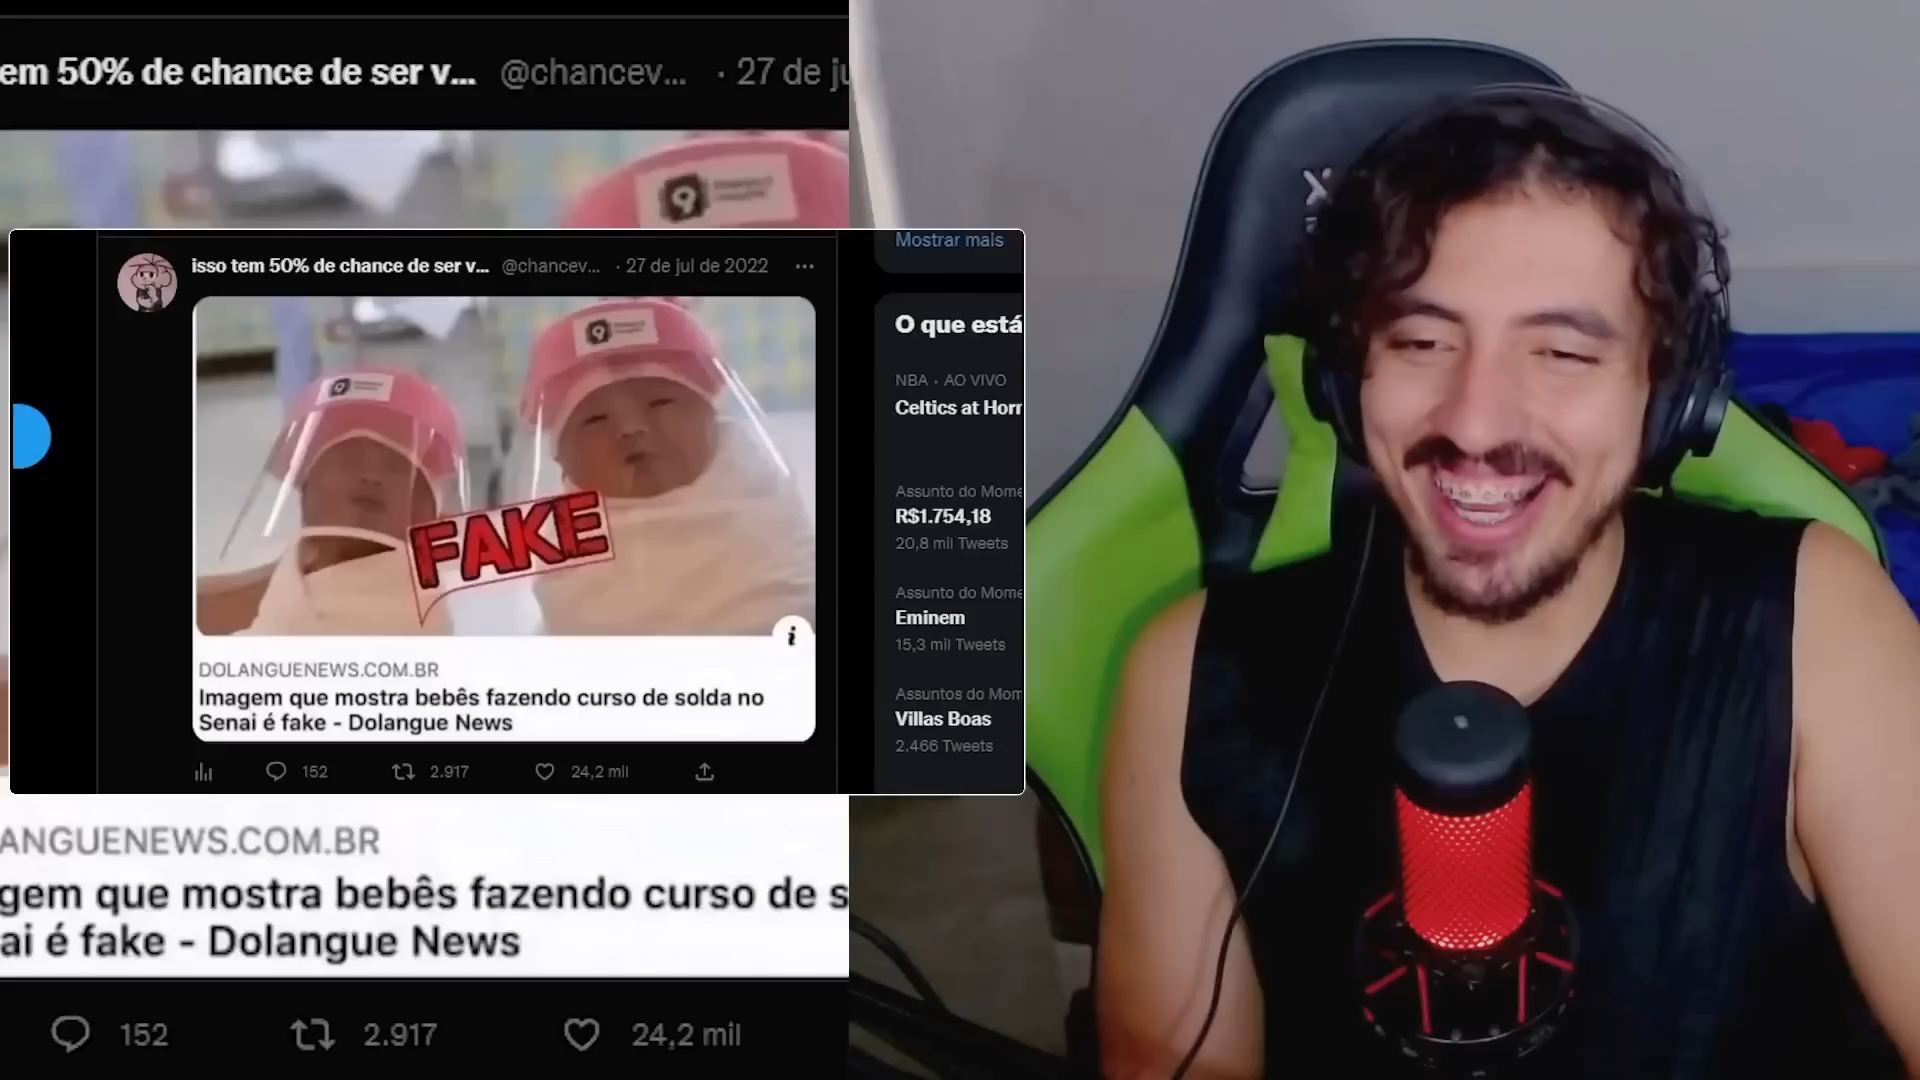 em 50% de chance de ser v... @chancev... · 27 de ju
9
isso tem 50% de chance de ser v... @chancev... · 27 de jul de 2022 ...
9
9
FAKE
i
DOLANGUENEWS.COM.BR
Imagem que mostra bebês fazendo curso de solda no
Senai é fake - Dolangue News
152 2.917 24,2 mil
Mostrar mais
O que está
NBA · AO VIVO
Celtics at Horr
Assunto do Mome
R$1.754,18
20,8 mil Tweets
Assunto do Mome
Eminem
15,3 mil Tweets
Assuntos do Mom
Villas Boas
2.466 Tweets
ANGUENEWS.COM.BR
gem que mostra bebês fazendo curso de s
ai é fake - Dolangue News
152 2.917 24,2 mil